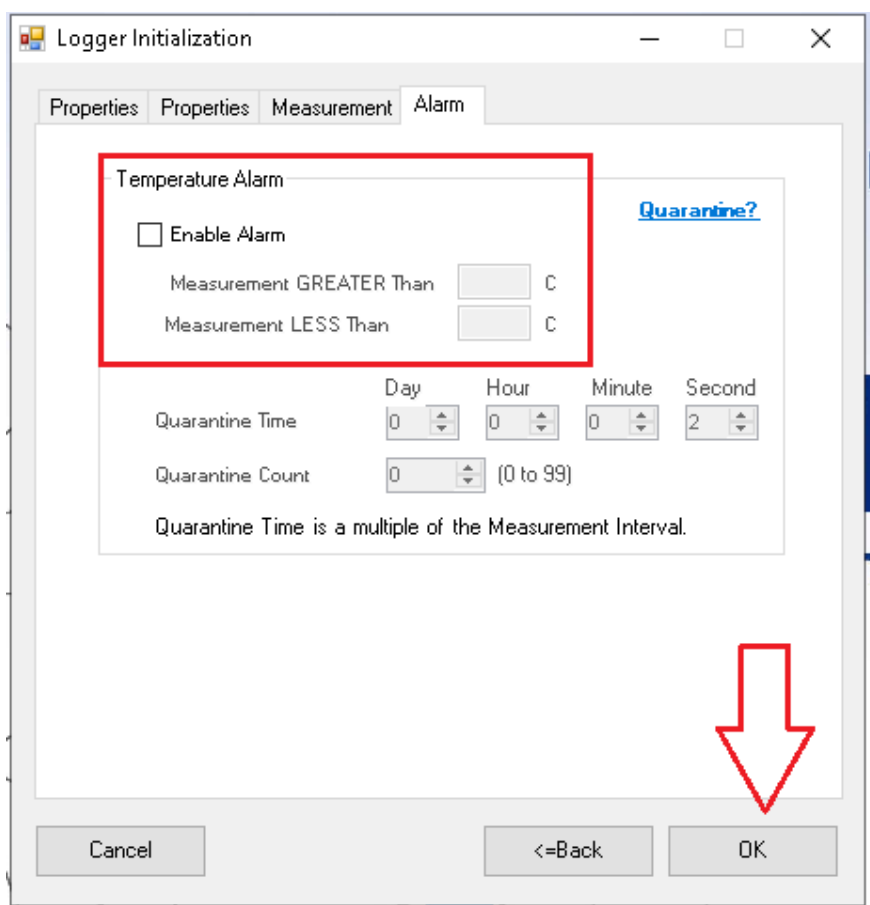 Logger Initialization
Properties Properties Measurement Alarm
Temperature Alarm
Quarantine?
Enable Alarm
Measurement GREATER Than C
Measurement LESS Than C
Day Hour Minute Second
Quarantine Time 0 0 0 2
Quarantine Count 0 (0 to 99)
Quarantine Time is a multiple of the Measurement Interval.
Cancel <=Back OK